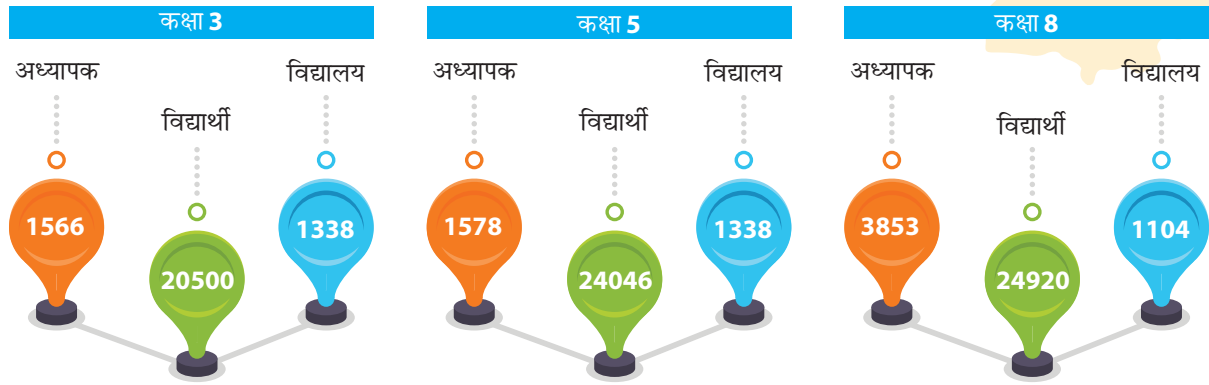 कक्षा 3
अध्यापक
विद्यार्थी
विद्यालय
1566
20500
1338
कक्षा 5
अध्यापक
विद्यार्थी
विद्यालय
1578
24046
1338
कक्षा 8
अध्यापक
विद्यार्थी
विद्यालय
3853
24920
1104